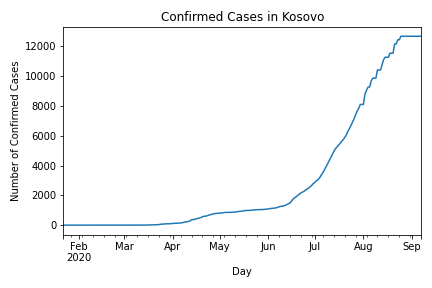 Confirmed Cases in Kosovo
Number of Confirmed Cases
12000
10000
8000
6000
4000
2000
0
Feb Mar Apr May Jun Jul Aug Sep
2020
Day